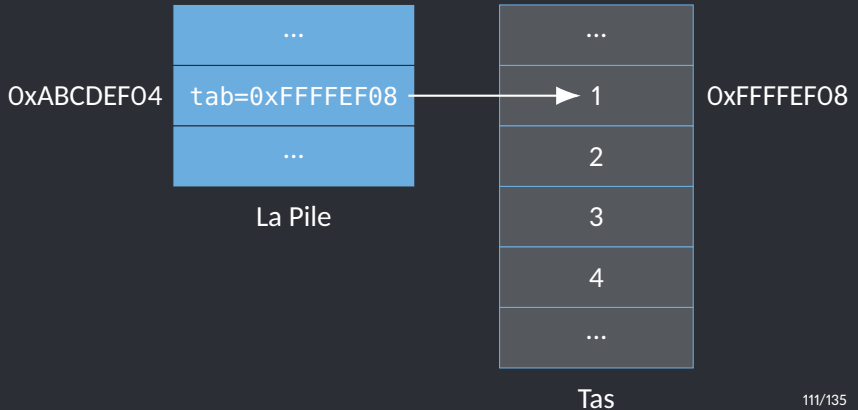 ...
0xABCDEF04
tab=0xFFFFEF08
...
La Pile
...
1
0xFFFFEF08
2
3
4
...
Tas
111/135